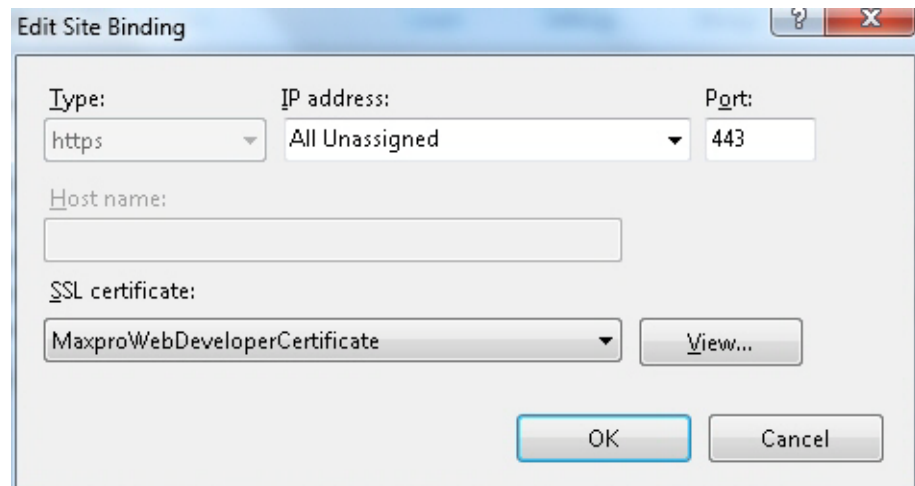 Edit Site Binding
? X
Type: IP address: Port:
https All Unassigned 443
Host name:
SSL certificate:
MaxproWebDeveloperCertificate View...
OK Cancel